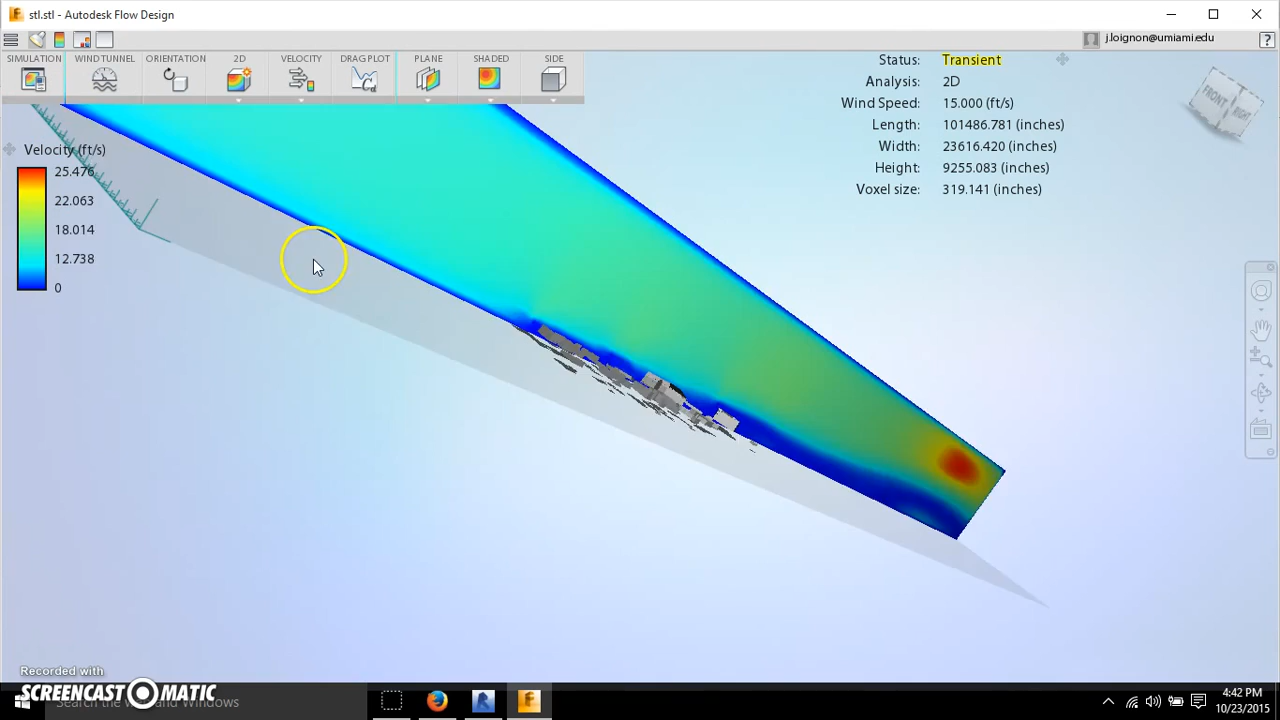 stl.stl - Autodesk Flow Design
j.loignon@umiami.edu
?
SIMULATION
WIND TUNNEL
ORIENTATION
2D
VELOCITY
DRAG PLOT
PLANE
SHADED
SIDE
Status: Transient
Analysis: 2D
Wind Speed: 15.000 (ft/s)
Length: 101486.781 (inches)
Width: 23616.420 (inches)
Height: 9255.083 (inches)
Voxel size: 319.141 (inches)
FRONT
RIGHT
Velocity (ft/s)
25.476
22.063
18.014
12.738
0
Recorded with
SCREENCAST O MATIC
Search the web and Windows
4:42 PM
10/23/2015